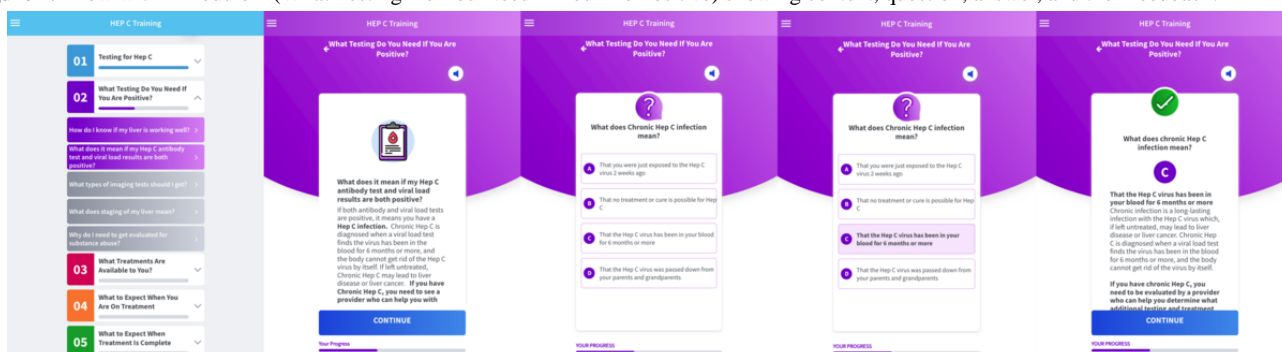 HEP C Training
01
Testing for Hep C
02
What Testing Do You Need If
You Are Positive?
How do I know if my liver is working well?
What does it mean if my Hep C antibody
test and viral load results are both
positive?
What types of imaging tests should I get?
What does staging of my liver mean?
Why do I need to get evaluated for
substance abuse?
03
What Treatments Are
Available to You?
04
What to Expect When You
Are On Treatment
05
What to Expect When
Treatment Is Complete
HEP C Training
What Testing Do You Need If You Are
Positive?
What does it mean if my Hep C
antibody test and viral load
results are both positive?
If both antibody and viral load tests
are positive, it means you have a
Hep C infection. Chronic Hep C is
diagnosed when a viral load test
finds the virus has been in the
blood for 6 months or more, and
the body cannot get rid of the Hep C
virus by itself. If left untreated,
Chronic Hep C may lead to liver
disease or liver cancer. If you have
Chronic Hep C, you need to see a
provider who can help you with
CONTINUE
Your Progress
HEP C Training
What Testing Do You Need If You Are
Positive?
?
What does Chronic Hep C infection
mean?
A
That you were just exposed to the Hep C
virus 2 weeks ago
B
That no treatment or cure is possible for Hep
C
C
That the Hep C virus has been in your blood
for 6 months or more
D
That the Hep C virus was passed down from
your parents and grandparents
YOUR PROGRESS
HEP C Training
What Testing Do You Need If You Are
Positive?
?
What does Chronic Hep C infection
mean?
A
That you were just exposed to the Hep C
virus 2 weeks ago
B
That no treatment or cure is possible for Hep
C
C
That the Hep C virus has been in your
blood for 6 months or more
D
That the Hep C virus was passed down from
your parents and grandparents
YOUR PROGRESS
HEP C Training
What Testing Do You Need If You Are
Positive?
What does chronic Hep C
infection mean?
C
That the Hep C virus has been in
your blood for 6 months or more
Chronic infection is a long-lasting
infection with the Hep C virus which,
if left untreated, may lead to liver
disease or liver cancer. Chronic Hep
C is diagnosed when a viral load test
finds the virus has been in the blood
for 6 months or more, and the body
cannot get rid of the virus by itself.
If you have chronic Hep C, you
need to be evaluated by a provider
who can help you determine what
additional testing and treatment
CONTINUE
YOUR PROGRESS